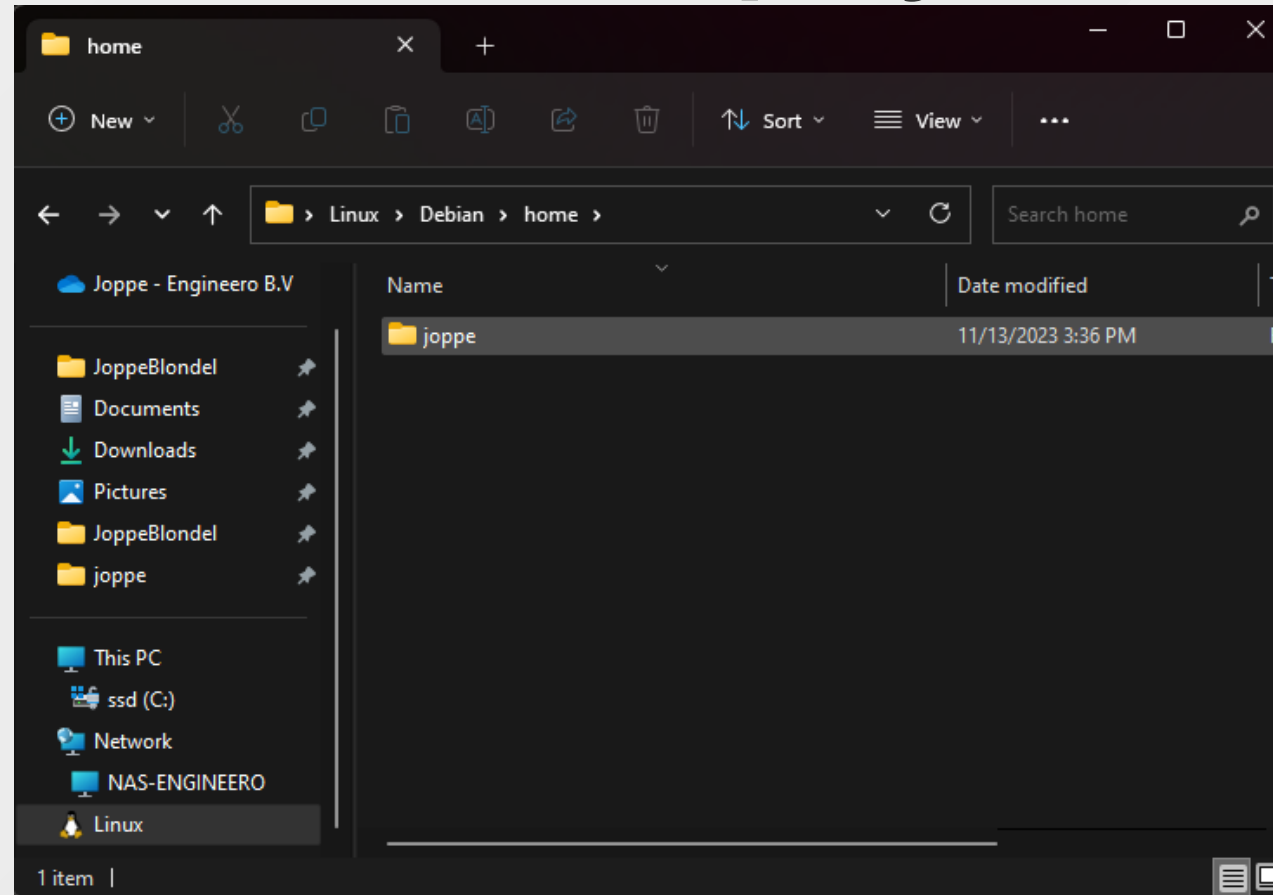 home
New
Sort
View
Linux > Debian > home >
Search home
Joppe - Engineero B.V
JoppeBlondel
Documents
Downloads
Pictures
JoppeBlondel
joppe
This PC
ssd (C:)
Network
NAS-ENGINEERO
Linux
Name
Date modified
joppe
11/13/2023 3:36 PM
1 item